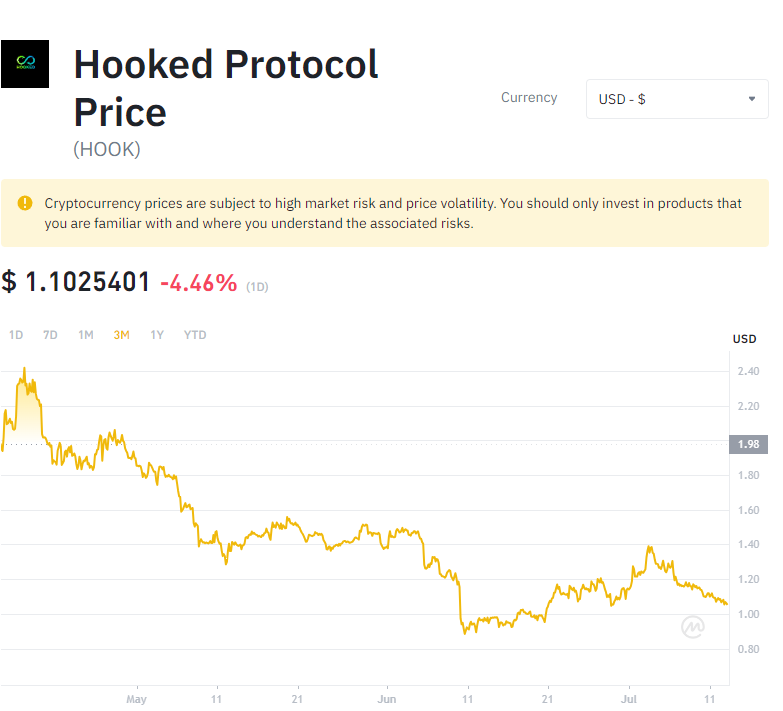 HOOKED
Hooked Protocol
Price
(HOOK)
Currency
USD - $
Cryptocurrency prices are subject to high market risk and price volatility. You should only invest in products that
you are familiar with and where you understand the associated risks.
$ 1.1025401 -4.46% (1D)
1D 7D 1M 3M 1Y YTD
USD
2.40
2.20
1.98
1.80
1.60
1.40
1.20
1.00
0.80
May 11 21 Jun 11 21 Jul 11